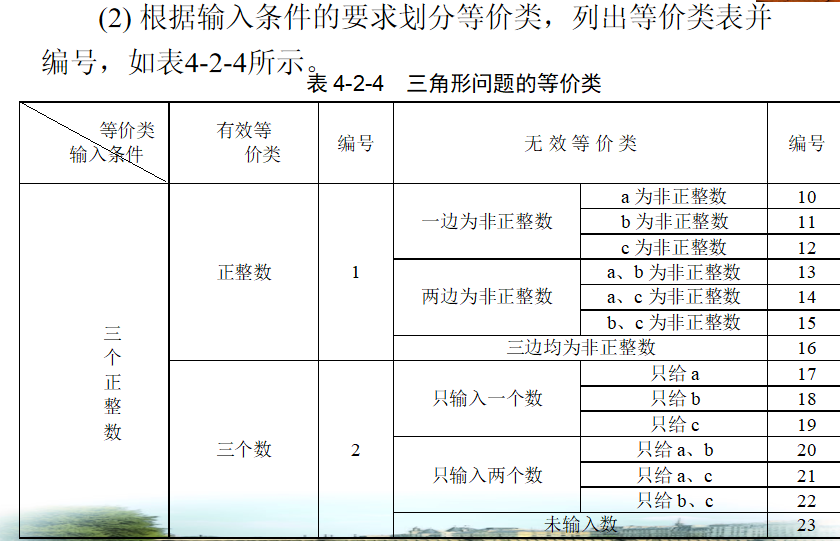 (2) 根据输入条件的要求划分等价类，列出等价类表并
编号，如表4-2-4所示。
表 4-2-4 三角形问题的等价类
等价类
输入条件
有效等
价类
编号
无 效 等 价 类
编号
三
个
正
整
数
正整数
1
一边为非正整数
a 为非正整数
10
b 为非正整数
11
c 为非正整数
12
两边为非正整数
a、b 为非正整数
13
a、c 为非正整数
14
b、c 为非正整数
15
三边均为非正整数
16
三个数
2
只输入一个数
只给 a
17
只给 b
18
只给 c
19
只输入两个数
只给 a、b
20
只给 a、c
21
只给 b、c
22
未输入数
23